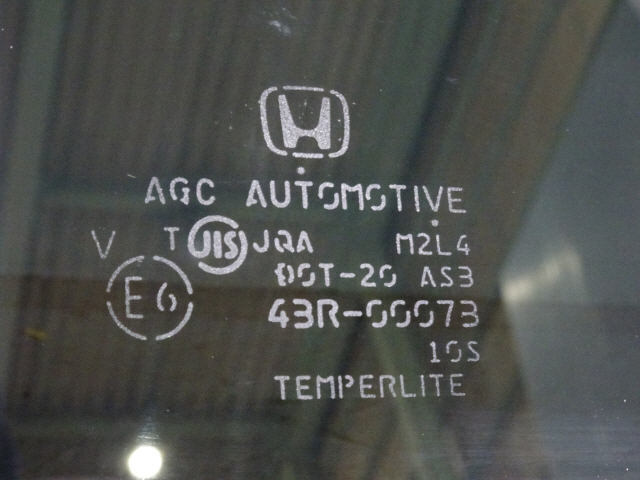 AGC AUTOMOTIVE
V T JIS JQA M2L4
DOT-20 AS3
E6 43R-00073
10S
TEMPERLITE